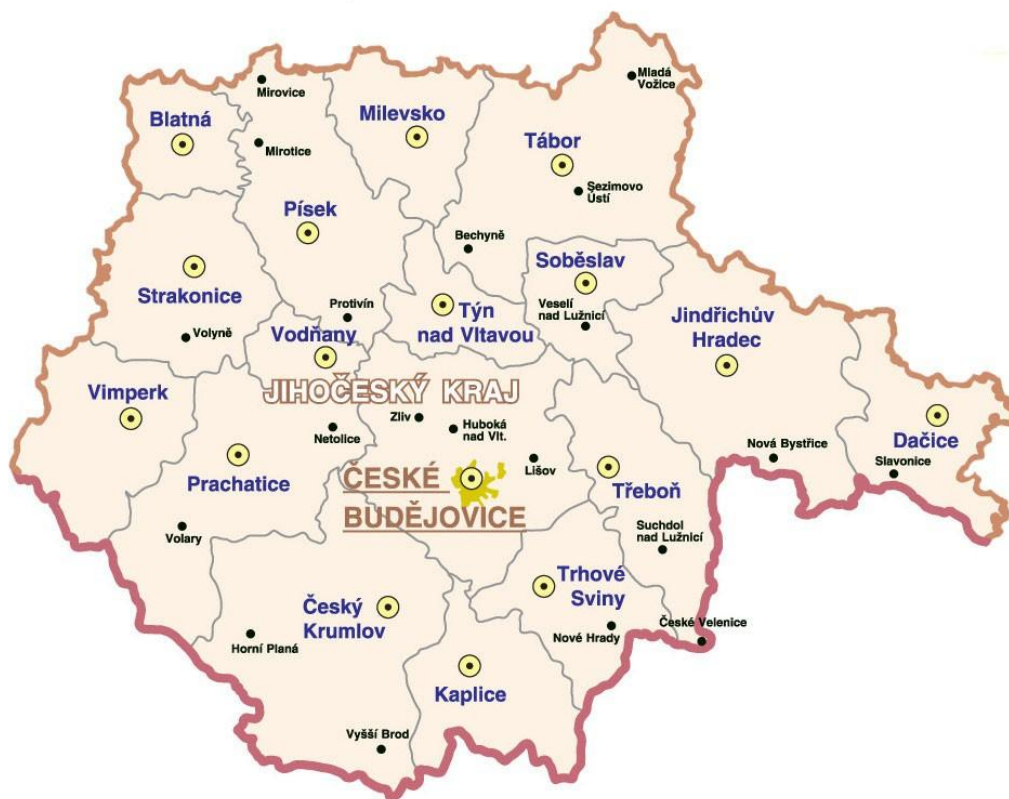 Mladá
Vožice
Mirovice
Blatná
Milevsko
Mirotice
Tábor
Sezimovo
Ústí
Písek
Bechyně
Soběslav
Strakonice
Protivín
Týn
nad Vltavou
Veselí
nad Lužnicí
Jindřichův
Hradec
Volyně
Vodňany
JIHOČESKÝ KRAJ
Vimperk
Zliv
Huboká
nad Vlt.
Netolice
Dačice
Lišov
Nová Bystřice
Slavonice
Prachatice
ČESKÉ
BUDĚJOVICE
Třeboň
Volary
Suchdol
nad Lužnicí
Trhové
Sviny
Český
Krumlov
České Velenice
Nové Hrady
Horní Planá
Kaplice
Vyšší Brod